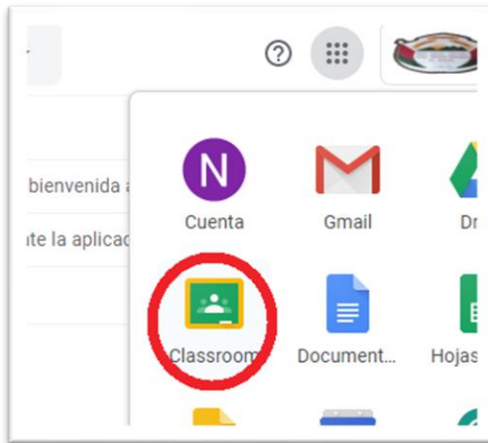 bienvenida
te la aplicac
N
Cuenta
Gmail
Dr
Classroom
Document...
Hojas